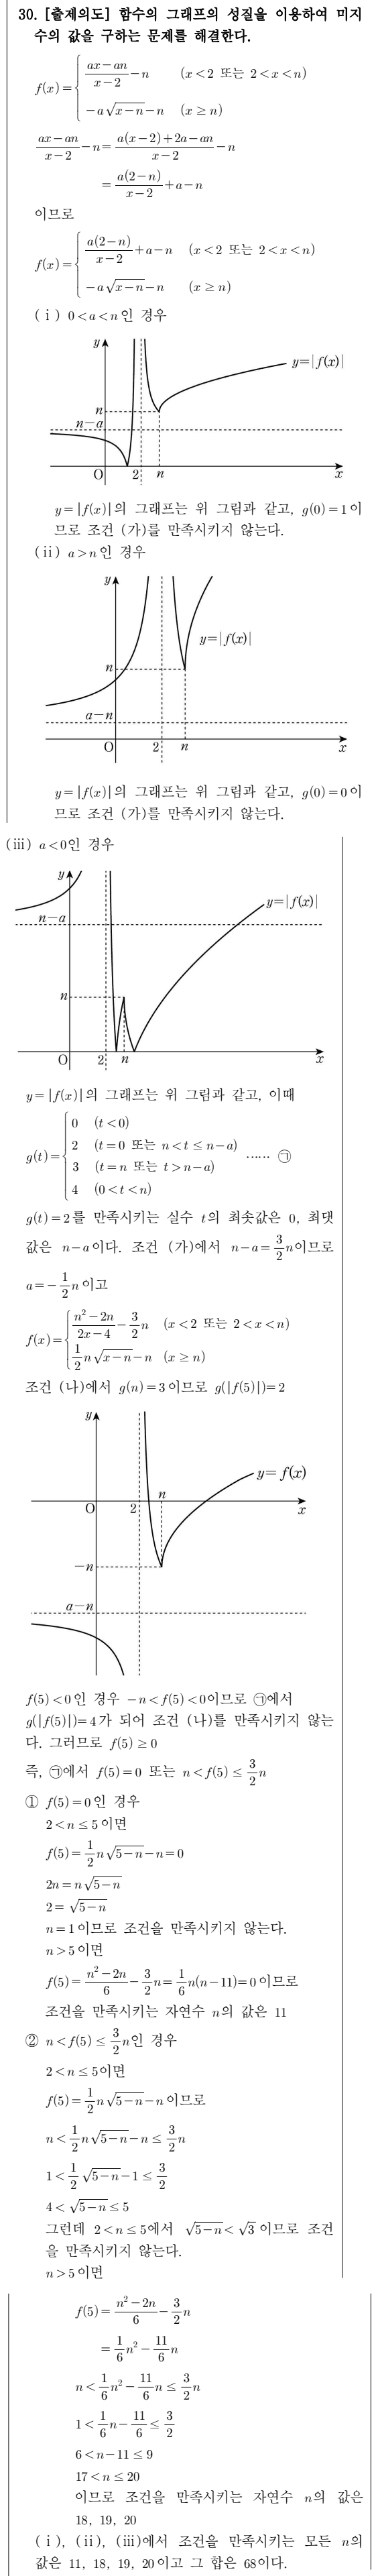 30. [출제의도] 함수의 그래프의 성질을 이용하여 미지
수의 값을 구하는 문제를 해결한다.
f(x)={ (ax−an)/(x−2) −n (x<2 또는 2<x<n)
−a√(x−n)−n (x≥n)
(ax−an)/(x−2) −n = (a(x−2)+2a−an)/(x−2) −n
= a(2−n)/(x−2) +a−n
이므로
f(x)={ a(2−n)/(x−2) +a−n (x<2 또는 2<x<n)
−a√(x−n)−n (x≥n)
(ⅰ) 0<a<n인 경우
y
y=|f(x)|
n
n−a
O 2 n x
y=|f(x)|의 그래프는 위 그림과 같고, g(0)=1이
므로 조건 (가)를 만족시키지 않는다.
(ⅱ) a>n인 경우
y
y=|f(x)|
n
a−n
O 2 n x
y=|f(x)|의 그래프는 위 그림과 같고, g(0)=0이
므로 조건 (가)를 만족시키지 않는다.
(ⅲ) a<0인 경우
y
y=|f(x)|
n−a
n
O 2 n x
y=|f(x)|의 그래프는 위 그림과 같고, 이때
g(t)={ 0 (t<0)
2 (t=0 또는 n<t≤n−a)
3 (t=n 또는 t>n−a)
4 (0<t<n)
…… ㉠
g(t)=2를 만족시키는 실수 t의 최솟값은 0, 최댓
값은 n−a이다. 조건 (가)에서 n−a=3/2 n이므로
a=−1/2 n이고
f(x)={ (n²−2n)/(2x−4) − 3/2 n (x<2 또는 2<x<n)
1/2 n√(x−n)−n (x≥n)
조건 (나)에서 g(n)=3이므로 g(|f(5)|)=2
y
y=f(x)
n
O 2 x
−n
a−n
f(5)<0인 경우 −n<f(5)<0이므로 ㉠에서
g(|f(5)|)=4가 되어 조건 (나)를 만족시키지 않는
다. 그러므로 f(5)≥0
즉, ㉠에서 f(5)=0 또는 n<f(5)≤3/2 n
① f(5)=0인 경우
2<n≤5이면
f(5)=1/2 n√(5−n)−n=0
2n=n√(5−n)
2=√(5−n)
n=1이므로 조건을 만족시키지 않는다.
n>5이면
f(5)=(n²−2n)/6 − 3/2 n=1/6 n(n−11)=0이므로
조건을 만족시키는 자연수 n의 값은 11
② n<f(5)≤3/2 n인 경우
2<n≤5이면
f(5)=1/2 n√(5−n)−n이므로
n<1/2 n√(5−n)−n≤3/2 n
1<1/2 √(5−n)−1≤3/2
4<√(5−n)≤5
그런데 2<n≤5에서 √(5−n)<√3이므로 조건
을 만족시키지 않는다.
n>5이면
f(5)=(n²−2n)/6 − 3/2 n
=1/6 n²−11/6 n
n<1/6 n²−11/6 n≤3/2 n
1<1/6 n−11/6≤3/2
6<n−11≤9
17<n≤20
이므로 조건을 만족시키는 자연수 n의 값은
18, 19, 20
(ⅰ), (ⅱ), (ⅲ)에서 조건을 만족시키는 모든 n의
값은 11, 18, 19, 20이고 그 합은 68이다.